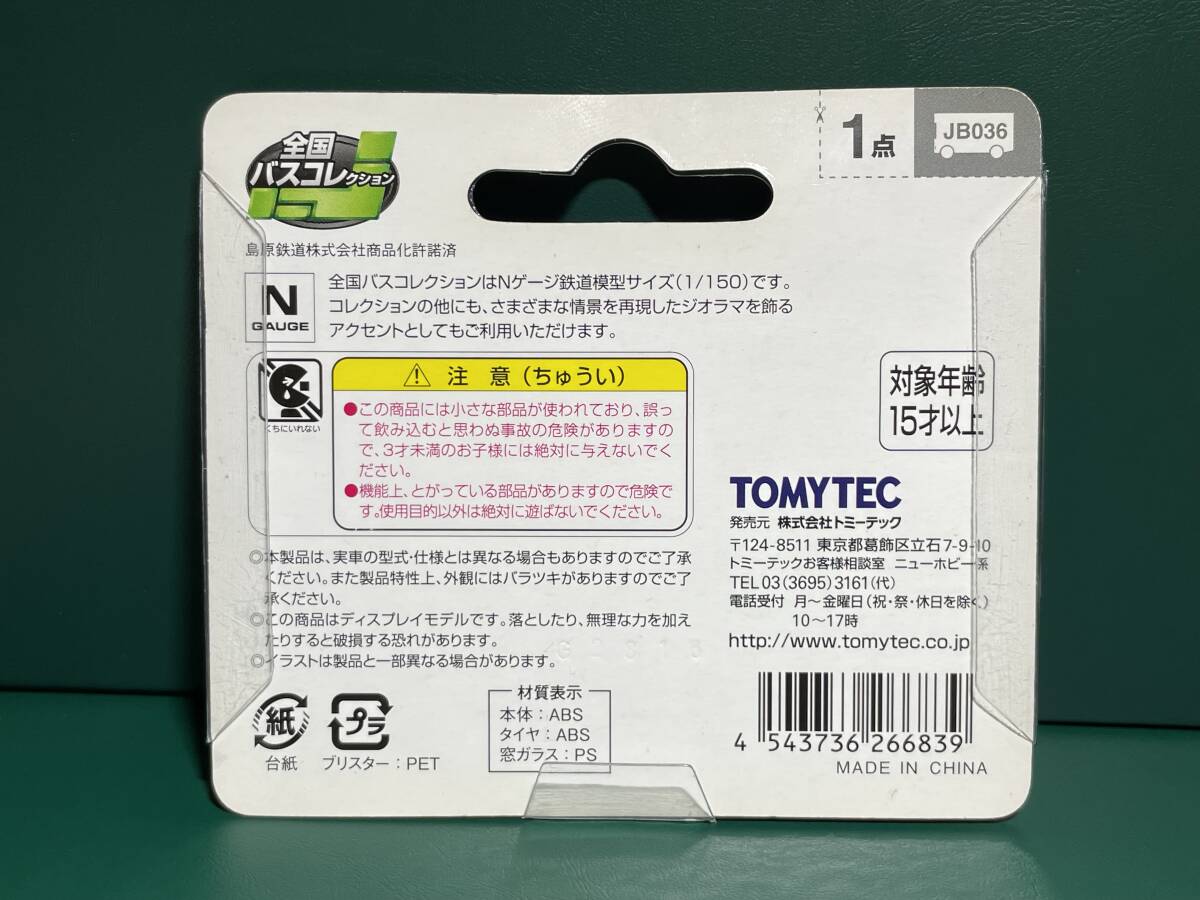 全国
バスコレクション
1点
JB036
島原鉄道株式会社商品化許諾済
N
GAUGE
全国バスコレクションはNゲージ鉄道模型サイズ(1/150)です。
コレクションの他にも、さまざまな情景を再現したジオラマを飾る
アクセントとしてもご利用いただけます。
くちにいれない
注 意(ちゅうい)
●この商品には小さな部品が使われており、誤っ
て飲み込むと思わぬ事故の危険がありますの
で、3才未満のお子様には絶対に与えないでく
ださい。
●機能上、とがっている部品がありますので危険で
す。使用目的以外は絶対に遊ばないでください。
対象年齢
15才以上
◎本製品は、実車の型式・仕様とは異なる場合もありますのでご了承
ください。また製品特性上、外観にはバラツキがありますのでご了
承ください。
◎この商品はディスプレイモデルです。落としたり、無理な力を加え
たりすると破損する恐れがあります。
◎イラストは製品と一部異なる場合があります。
TOMYTEC
発売元 株式会社トミーテック
〒124-8511 東京都葛飾区立石7-9-10
トミーテックお客様相談室 ニューホビー係
TEL 03(3695)3161(代)
電話受付 月〜金曜日(祝・祭・休日を除く)
10〜17時
http://www.tomytec.co.jp
紙
台紙
プラ
ブリスター:PET
材質表示
本体:ABS
タイヤ:ABS
窓ガラス:PS
4 543736 266839
MADE IN CHINA